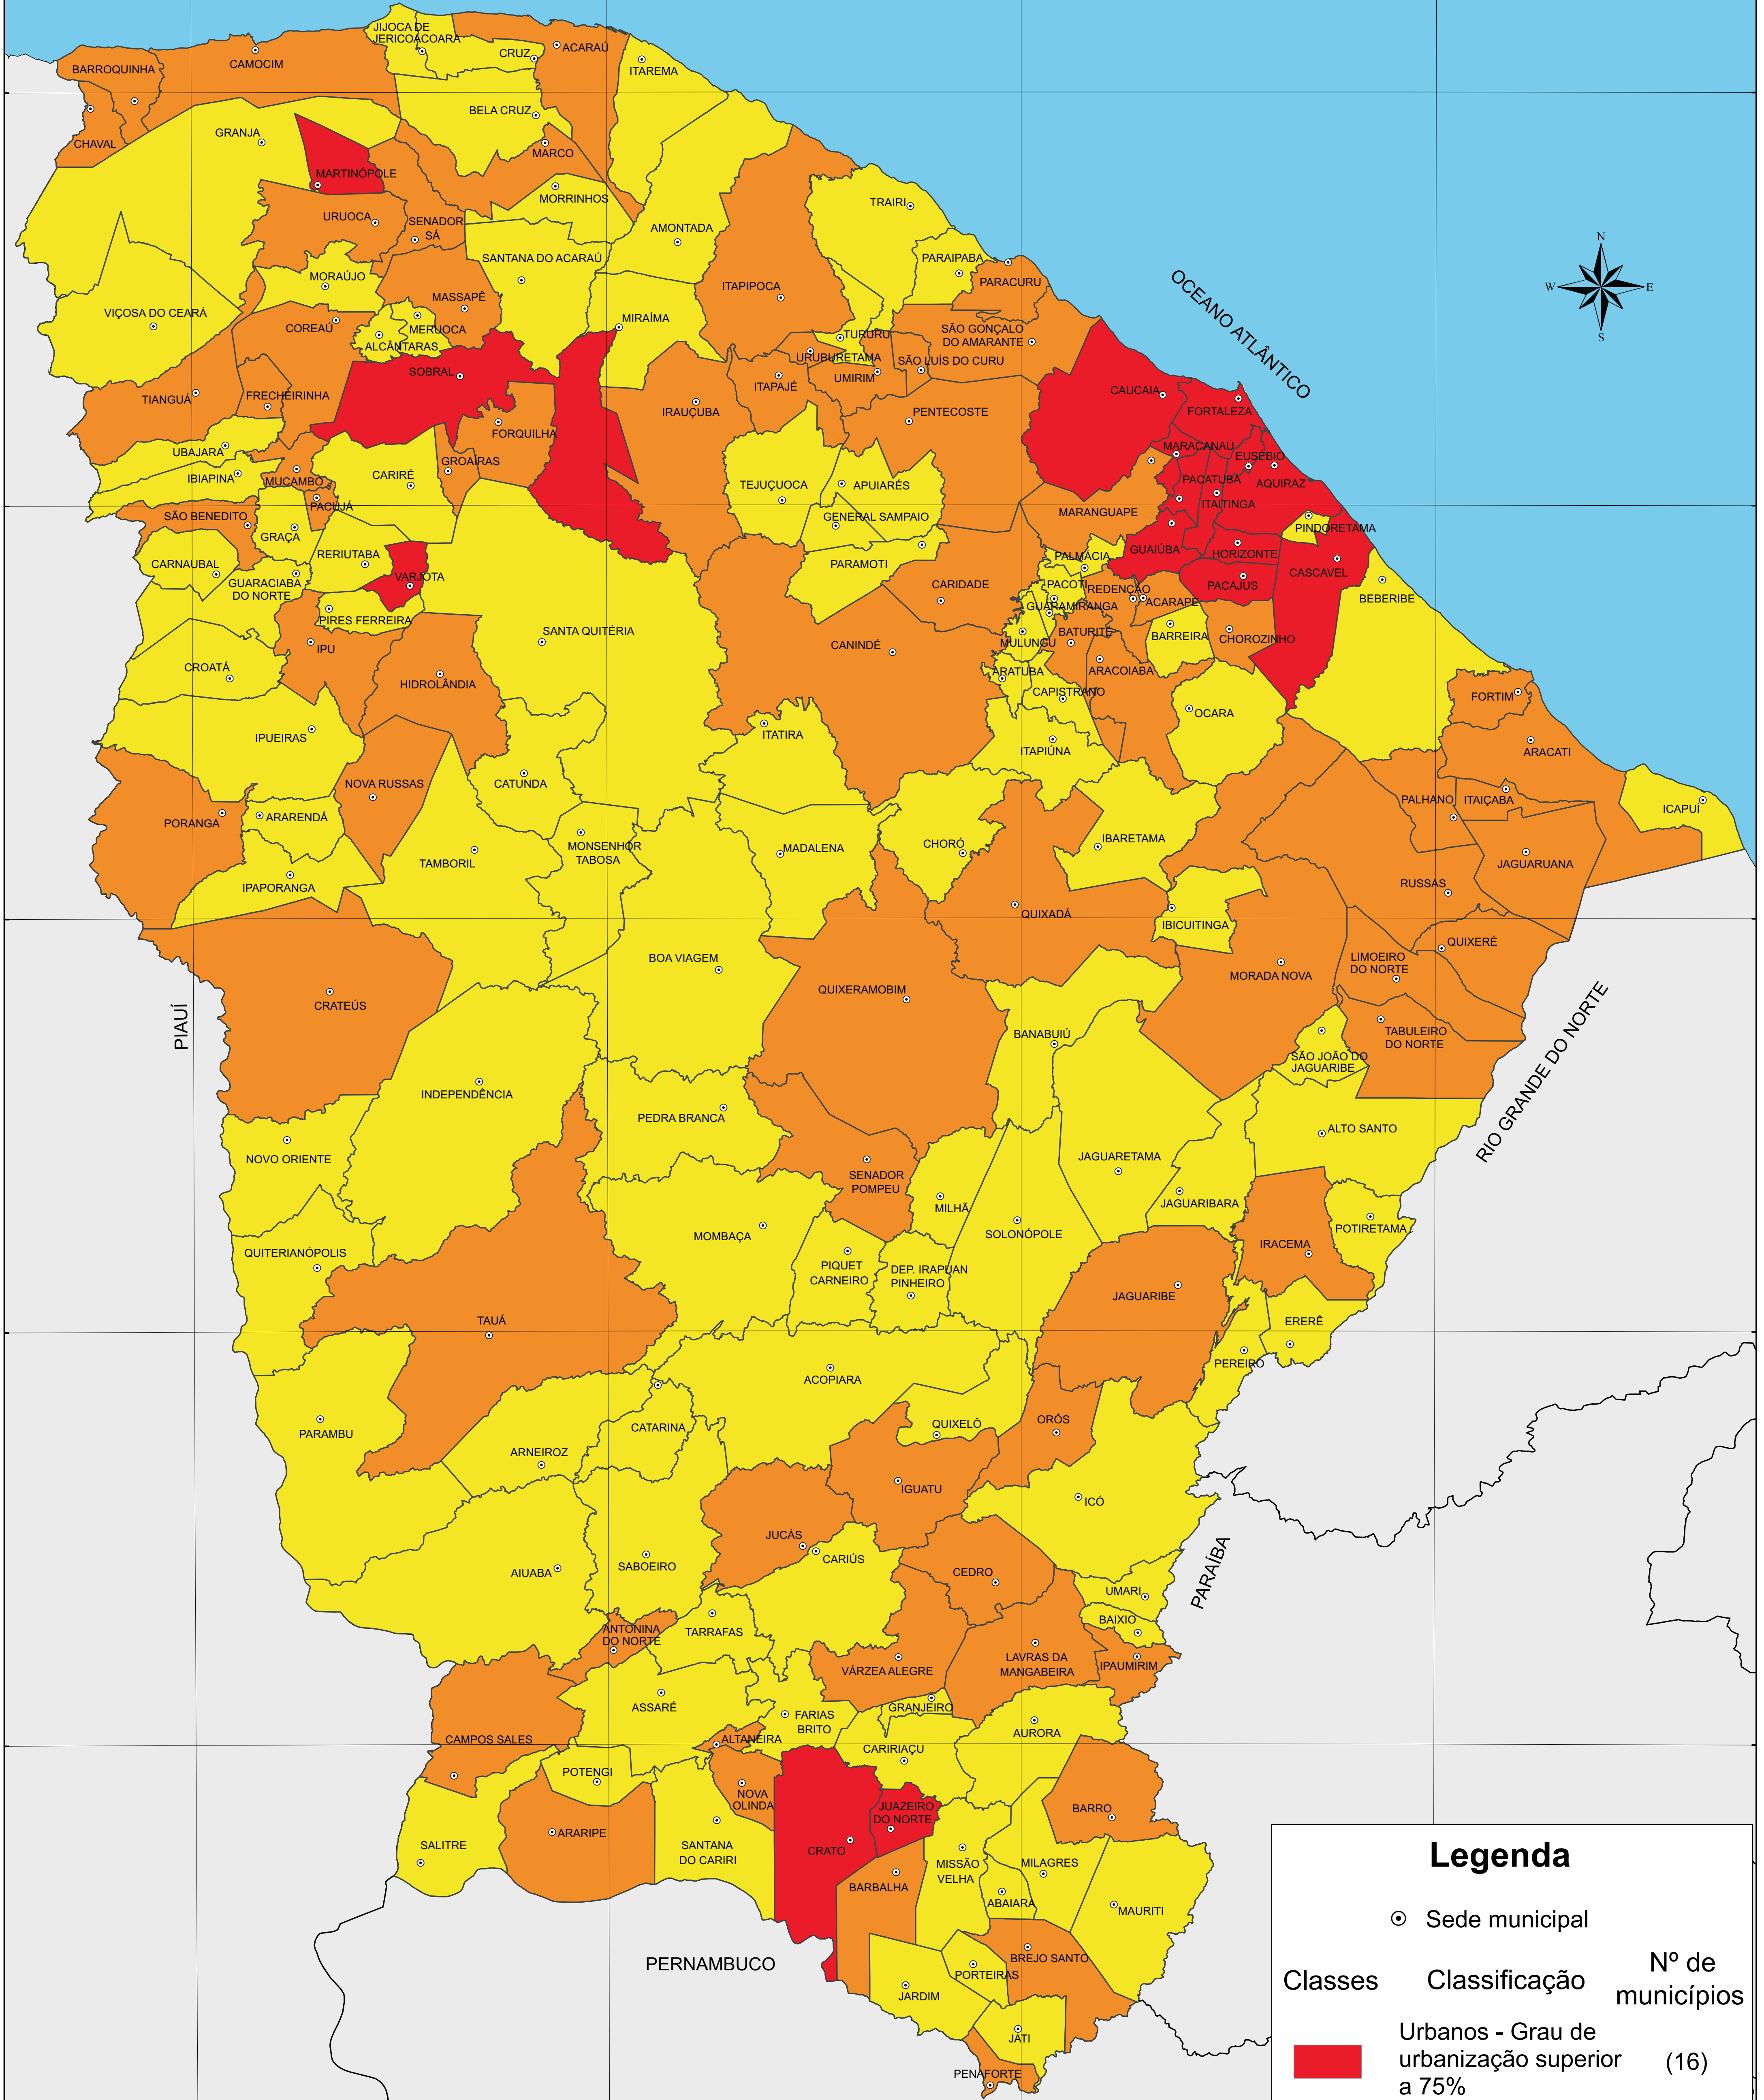 JIJOCA DE
JERICOACOARA
CRUZ
ACARAÚ
BARROQUINHA
CAMOCIM
ITAREMA
BELA CRUZ
CHAVAL
GRANJA
MARCO
MARTINÓPOLE
MORRINHOS
TRAIRI
URUOCA
SENADOR
SÁ
AMONTADA
N
W
E
S
SANTANA DO ACARAÚ
PARAIPABA
MORAÚJO
ITAPIPOCA
PARACURU
OCEANO ATLÂNTICO
MASSAPÊ
VIÇOSA DO CEARÁ
MIRAÍMA
COREAÚ
MERUOCA
ALCÂNTARAS
TURURU
SÃO GONÇALO
DO AMARANTE
URUBURETAMA
SÃO LUÍS DO CURU
SOBRAL
UMIRIM
ITAPAJÉ
TIANGUÁ
FRECHEIRINHA
CAUCAIA
IRAUÇUBA
PENTECOSTE
FORTALEZA
FORQUILHA
UBAJARA
MARACANAÚ
EUSÉBIO
GROAÍRAS
IBIAPINA
MUCAMBO
CARIRÉ
TEJUÇUOCA
APUIARÉS
PACATUBA
AQUIRAZ
PACUJÁ
ITAITINGA
SÃO BENEDITO
GENERAL SAMPAIO
MARANGUAPE
PINDORETAMA
GRAÇA
RERIUTABA
PALMÁCIA
GUAIÚBA
HORIZONTE
CARNAUBAL
PARAMOTI
CASCAVEL
GUARACIABA
DO NORTE
VARJOTA
CARIDADE
PACOTI
REDENÇÃO
PACAJUS
BEBERIBE
GUARAMIRANGA
ACARAPE
PIRES FERREIRA
SANTA QUITÉRIA
BATURITÉ
BARREIRA
CHOROZINHO
IPU
CANINDÉ
MULUNGU
CROATÁ
ARATUBA
ARACOIABA
HIDROLÂNDIA
CAPISTRANO
FORTIM
OCARA
IPUEIRAS
ITATIRA
ITAPIÚNA
ARACATI
NOVA RUSSAS
CATUNDA
PALHANO
ITAIÇABA
ICAPUÍ
PORANGA
ARARENDÁ
IBARETAMA
MONSENHOR
TABOSA
MADALENA
CHORÓ
TAMBORIL
JAGUARUANA
IPAPORANGA
RUSSAS
QUIXADÁ
IBICUITINGA
QUIXERÉ
BOA VIAGEM
LIMOEIRO
DO NORTE
MORADA NOVA
QUIXERAMOBIM
CRATEÚS
PIAUÍ
BANABUIÚ
TABULEIRO
DO NORTE
SÃO JOÃO DO
JAGUARIBE
RIO GRANDE DO NORTE
INDEPENDÊNCIA
PEDRA BRANCA
ALTO SANTO
NOVO ORIENTE
JAGUARETAMA
SENADOR
POMPEU
JAGUARIBARA
MILHÃ
POTIRETAMA
MOMBAÇA
SOLONÓPOLE
IRACEMA
QUITERIANÓPOLIS
PIQUET
CARNEIRO
DEP. IRAPUAN
PINHEIRO
JAGUARIBE
TAUÁ
ERERÊ
PEREIRO
ACOPIARA
QUIXELÔ
ORÓS
PARAMBU
CATARINA
ARNEIROZ
IGUATU
ICÓ
JUCÁS
CARIÚS
SABOEIRO
AIUABA
CEDRO
PARAÍBA
UMARI
BAIXIO
ANTONINA
DO NORTE
TARRAFAS
VÁRZEA ALEGRE
LAVRAS DA
MANGABEIRA
IPAUMIRIM
ASSARÉ
GRANJEIRO
FARIAS
BRITO
AURORA
CAMPOS SALES
ALTANEIRA
CARIRIAÇU
POTENGI
NOVA
OLINDA
JUAZEIRO
DO NORTE
BARRO
ARARIPE
SALITRE
SANTANA
DO CARIRI
CRATO
MISSÃO
VELHA
MILAGRES
BARBALHA
ABAIARA
MAURITI
BREJO SANTO
PERNAMBUCO
PORTEIRAS
JARDIM
JATI
PENAFORTE
Legenda
Sede municipal
Classes
Classificação
Nº de
municípios
Urbanos - Grau de
urbanização superior
a 75%
(16)